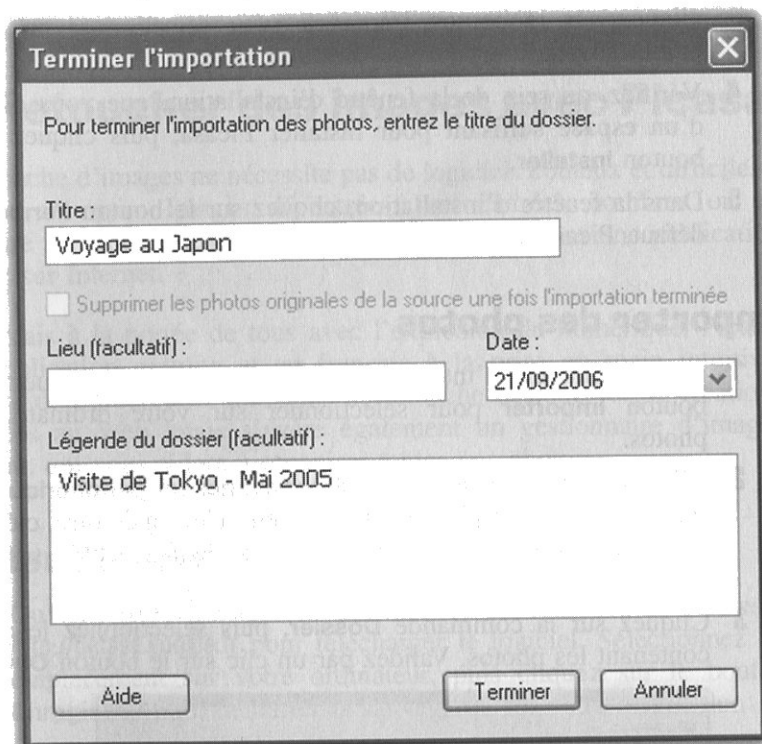 Terminer l'importation
Pour terminer l'importation des photos, entrez le titre du dossier.
Titre :
Voyage au Japon
Supprimer les photos originales de la source une fois l'importation terminée
Lieu (facultatif) :
Date :
21/09/2006
Légende du dossier (facultatif) :
Visite de Tokyo - Mai 2005
Aide
Terminer
Annuler